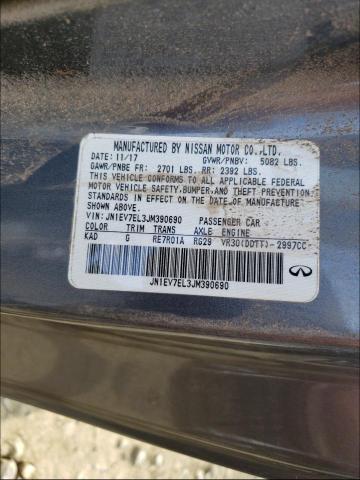 MANUFACTURED BY NISSAN MOTOR CO.,LTD.
DATE: 11/17 GVWR/PNBV: 5082 LBS.
GAWR/PNBE FR: 2701 LBS. RR: 2392 LBS.
THIS VEHICLE CONFORMS TO ALL APPLICABLE FEDERAL
MOTOR VEHICLE SAFETY,BUMPER,AND THEFT PREVENTION
STANDARDS IN EFFECT ON THE DATE OF MANUFACTURE
SHOWN ABOVE.
VIN: JN1EV7EL3JM390690 PASSENGER CAR
COLOR TRIM TRANS AXLE ENGINE
KAD G RE7R01A RG29 VR30(DDTT)-2997CC
JN1EV7EL3JM390690